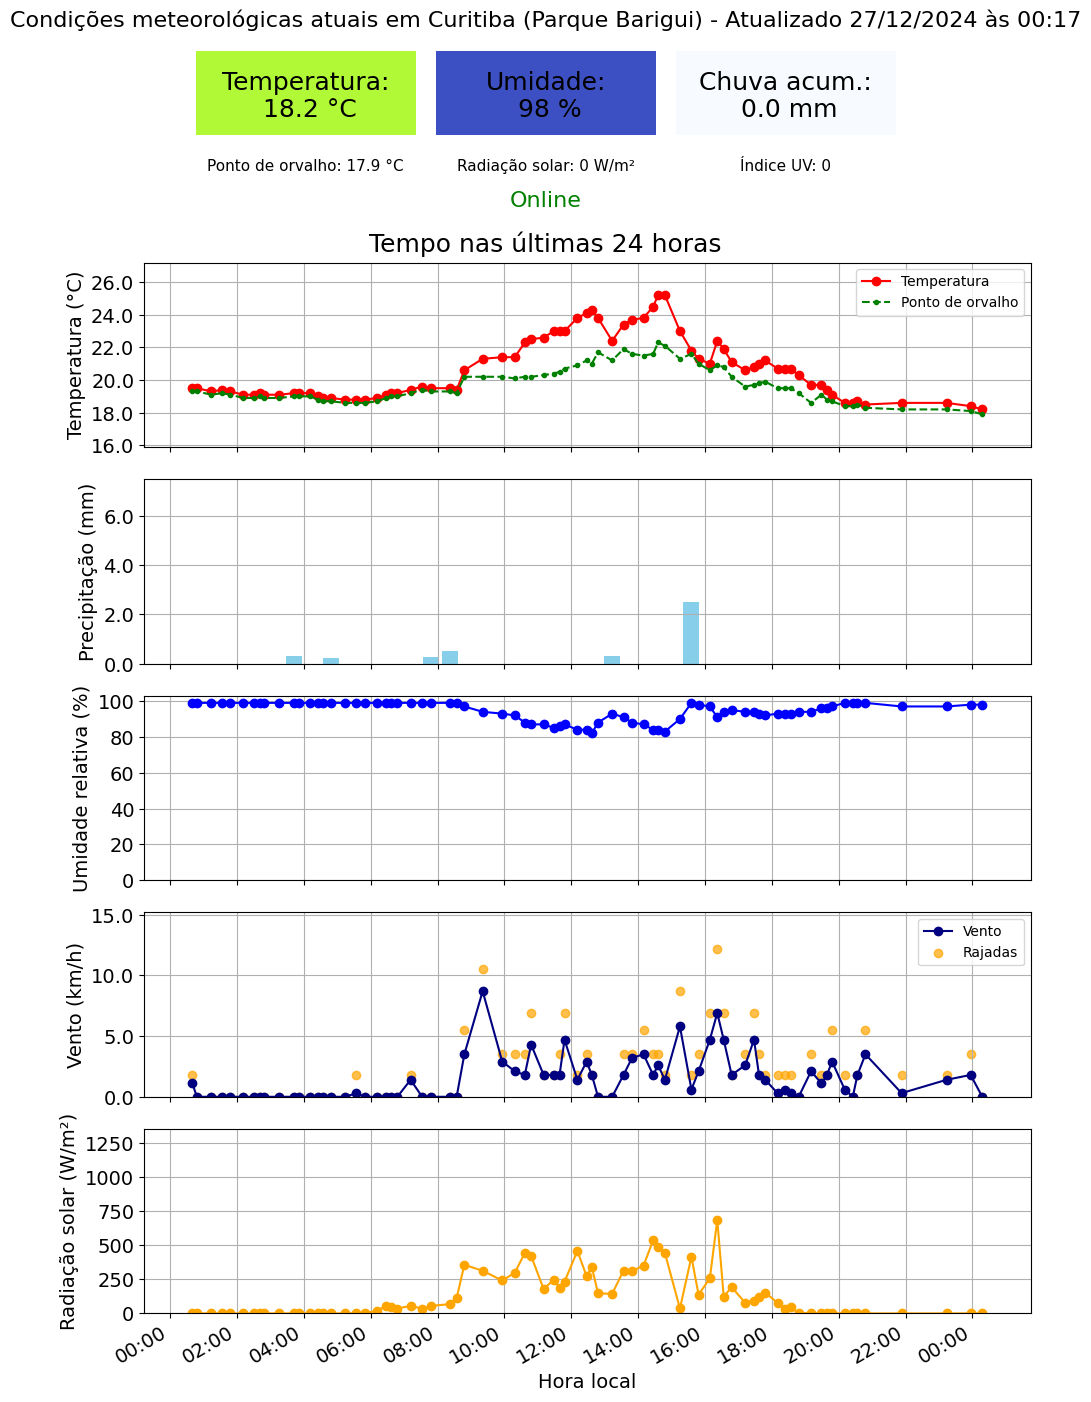 Condições meteorológicas atuais em Curitiba (Parque Barigui) - Atualizado 27/12/2024 às 00:17
Temperatura:
18.2 °C
Umidade:
98 %
Chuva acum.:
0.0 mm
Ponto de orvalho: 17.9 °C
Radiação solar: 0 W/m²
Índice UV: 0
Online
Tempo nas últimas 24 horas
Temperatura (°C)
26.0
24.0
22.0
20.0
18.0
16.0
Temperatura
Ponto de orvalho
Precipitação (mm)
6.0
4.0
2.0
0.0
Umidade relativa (%)
100
80
60
40
20
0
Vento (km/h)
15.0
10.0
5.0
0.0
Vento
Rajadas
Radiação solar (W/m²)
1250
1000
750
500
250
0
00:00
02:00
04:00
06:00
08:00
10:00
12:00
14:00
16:00
18:00
20:00
22:00
00:00
Hora local